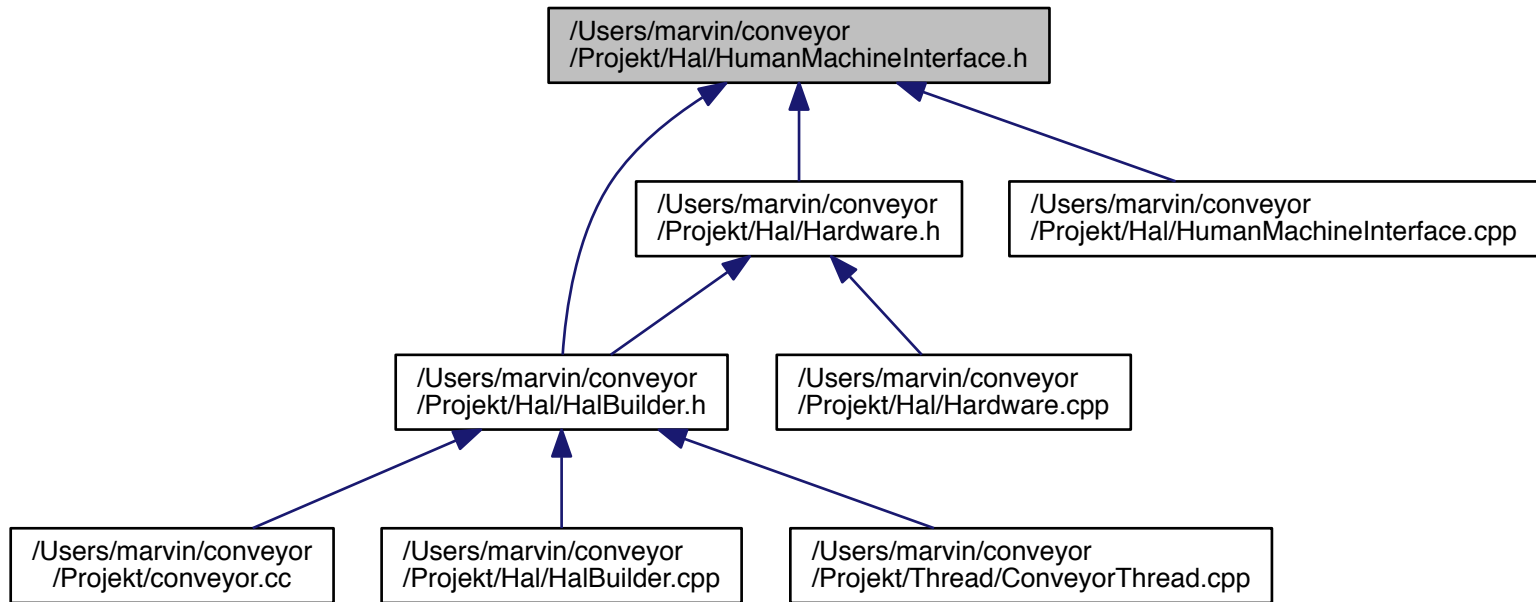 /Users/marvin/conveyor
/Projekt/Hal/HumanMachineInterface.h
/Users/marvin/conveyor
/Projekt/Hal/Hardware.h
/Users/marvin/conveyor
/Projekt/Hal/HumanMachineInterface.cpp
/Users/marvin/conveyor
/Projekt/Hal/HalBuilder.h
/Users/marvin/conveyor
/Projekt/Hal/Hardware.cpp
/Users/marvin/conveyor
/Projekt/conveyor.cc
/Users/marvin/conveyor
/Projekt/Hal/HalBuilder.cpp
/Users/marvin/conveyor
/Projekt/Thread/ConveyorThread.cpp